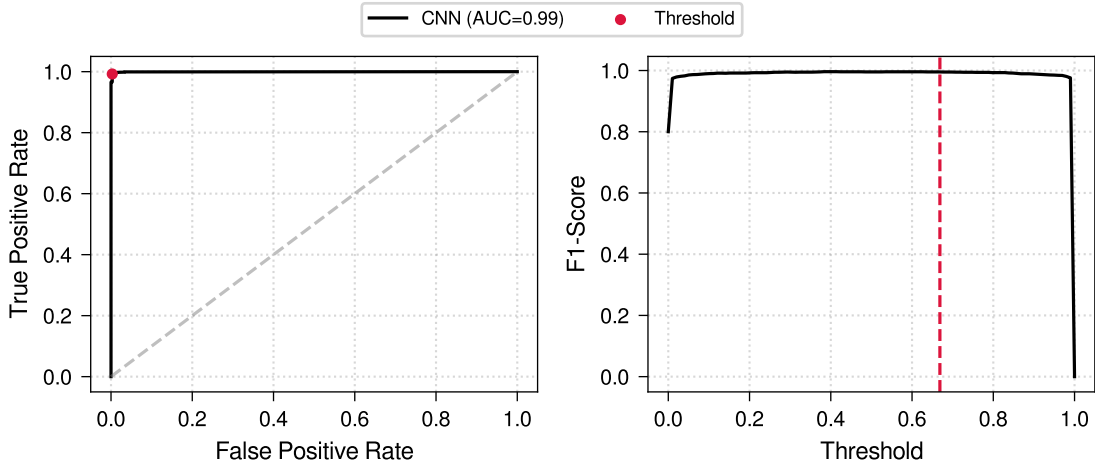 CNN (AUC=0.99)
Threshold
True Positive Rate
1.0
0.8
0.6
0.4
0.2
0.0
0.0 0.2 0.4 0.6 0.8 1.0
False Positive Rate
F1-Score
1.0
0.8
0.6
0.4
0.2
0.0
0.0 0.2 0.4 0.6 0.8 1.0
Threshold